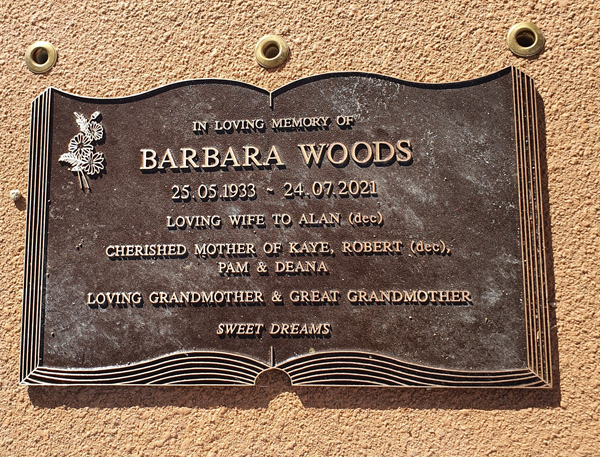 IN LOVING MEMORY OF
BARBARA WOODS
25.05.1933 ~ 24.07.2021
LOVING WIFE TO ALAN (dec)
CHERISHED MOTHER OF KAYE, ROBERT (dec),
PAM & DEANA
LOVING GRANDMOTHER & GREAT GRANDMOTHER
SWEET DREAMS